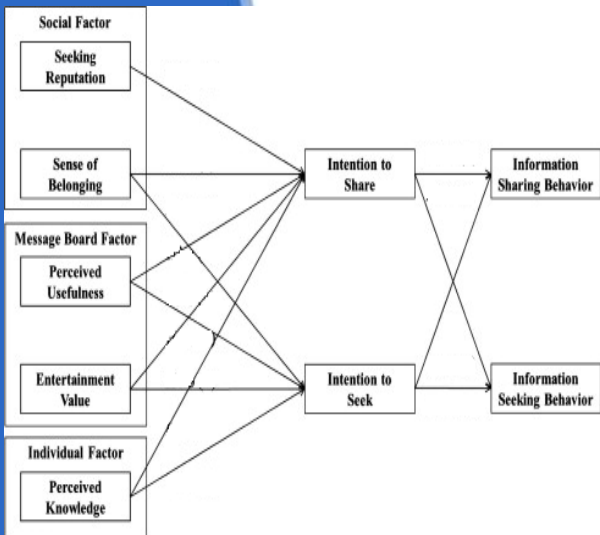 Social Factor
Seeking
Reputation
Sense of
Belonging
Message Board Factor
Perceived
Usefulness
Entertainment
Value
Individual Factor
Perceived
Knowledge
Intention to
Share
Intention to
Seek
Information
Sharing Behavior
Information
Seeking Behavior